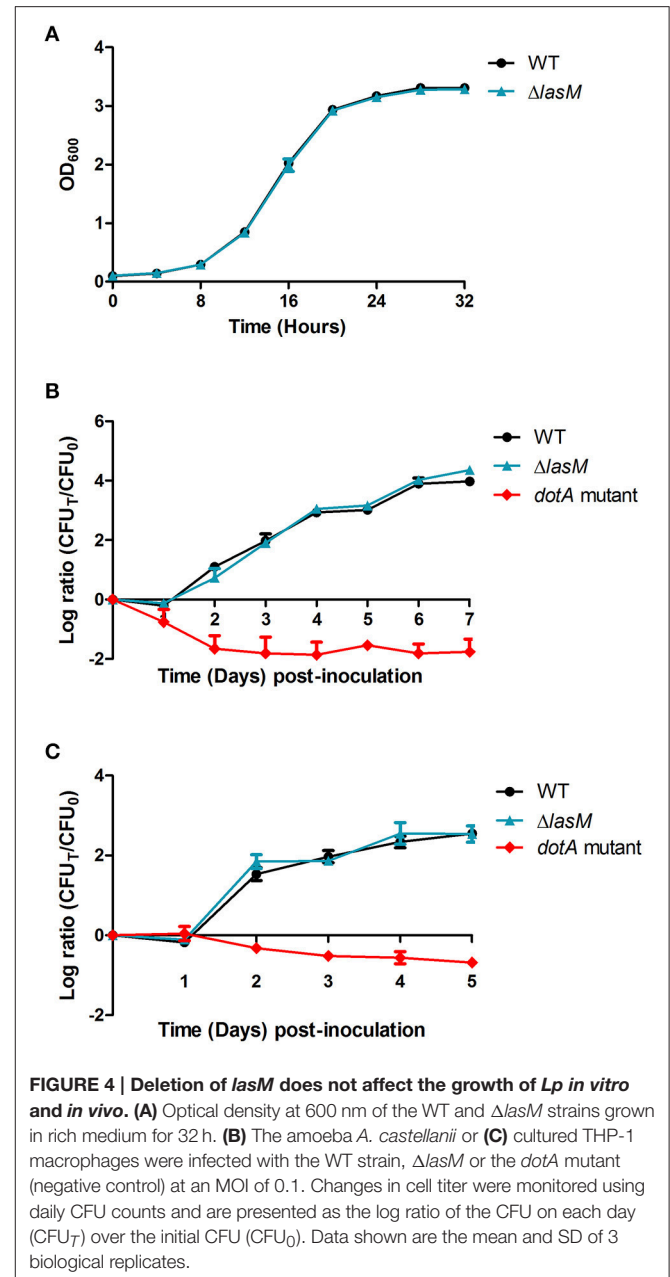 A
WT
ΔlasM
OD600
4
3
2
1
0
0 8 16 24 32
Time (Hours)
B
WT
ΔlasM
dotA mutant
Log ratio (CFUT/CFU0)
6
4
2
0
-2
2 3 4 5 6 7
Time (Days) post-inoculation
C
WT
ΔlasM
dotA mutant
Log ratio (CFUT/CFU0)
4
2
0
-2
1 2 3 4 5
Time (Days) post-inoculation
FIGURE 4 | Deletion of lasM does not affect the growth of Lp in vitro
and in vivo. (A) Optical density at 600 nm of the WT and ΔlasM strains grown
in rich medium for 32 h. (B) The amoeba A. castellanii or (C) cultured THP-1
macrophages were infected with the WT strain, ΔlasM or the dotA mutant
(negative control) at an MOI of 0.1. Changes in cell titer were monitored using
daily CFU counts and are presented as the log ratio of the CFU on each day
(CFUT) over the initial CFU (CFU0). Data shown are the mean and SD of 3
biological replicates.